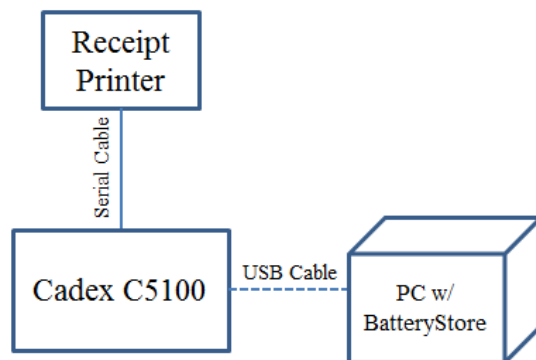 Receipt
Printer
Serial Cable
Cadex C5100
USB Cable
PC w/
BatteryStore